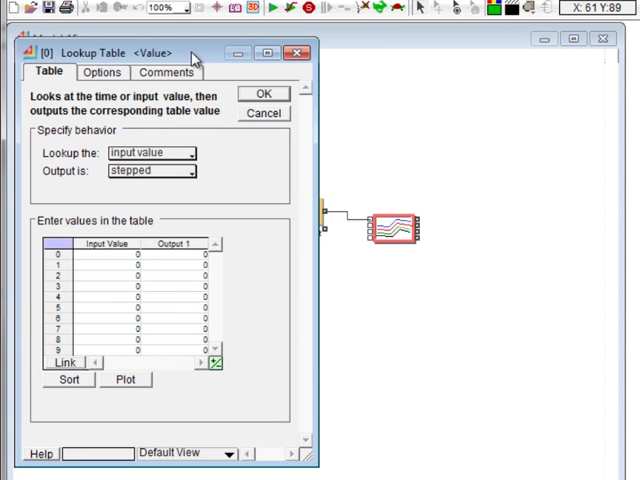 100%
3D
X: 61 Y:89
[0] Lookup Table <Value>
Table
Options
Comments
Looks at the time or input value, then
outputs the corresponding table value
OK
Cancel
Specify behavior
Lookup the:
input value
Output is:
stepped
Enter values in the table
Input Value
Output 1
0 0 0
1 0 0
2 0 0
3 0 0
4 0 0
5 0 0
6 0 0
7 0 0
8 0 0
9 0 0
Link
Sort
Plot
Help
Default View